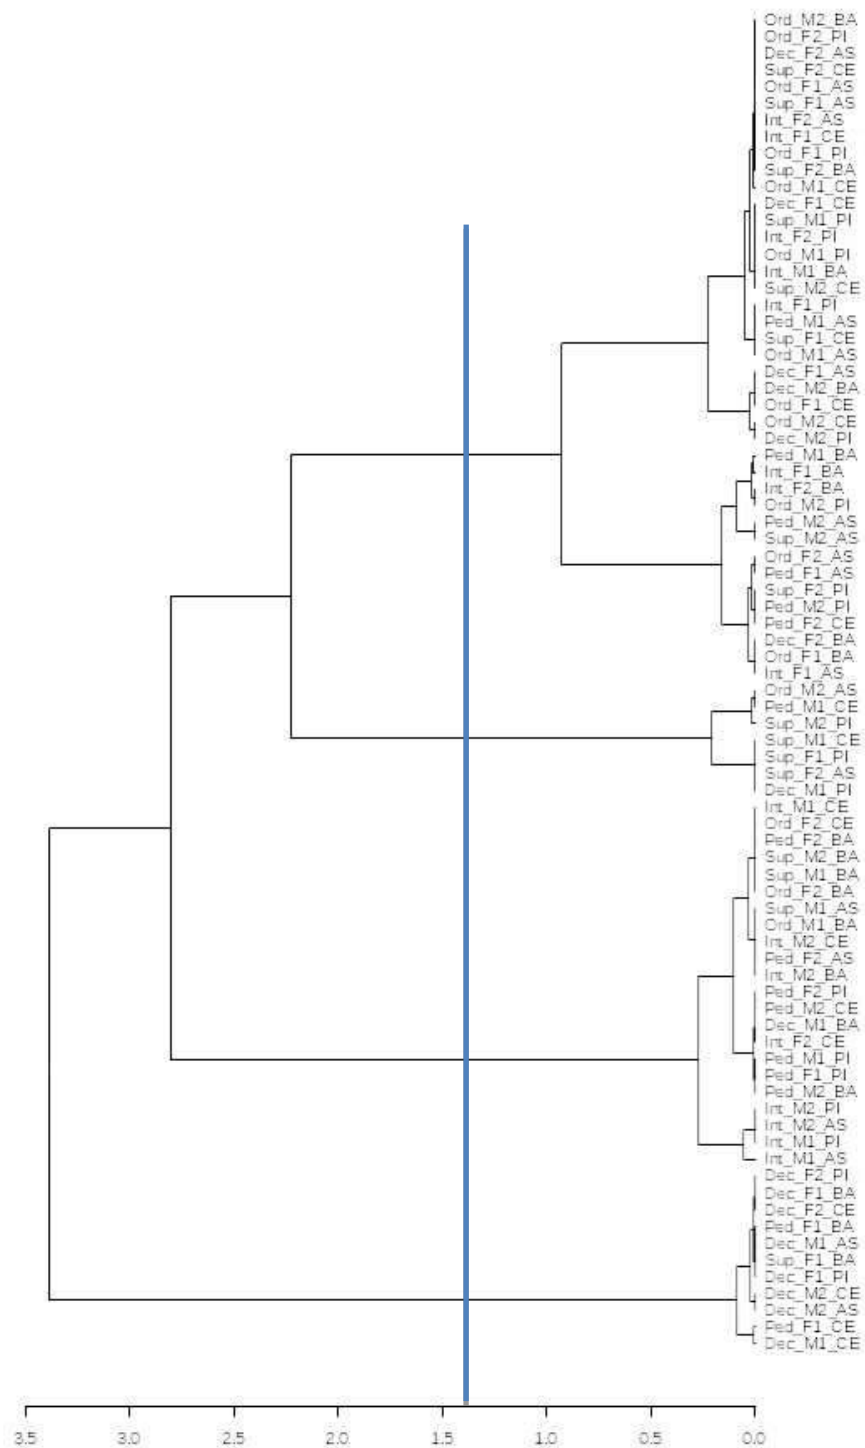 Ord_M2_BA
Ord_F2_PI
Dec_F2_AS
Sup_F2_CE
Ord_F1_AS
Sup_F1_AS
Int_F2_AS
Int_F1_CE
Ord_F1_PI
Sup_F2_BA
Ord_M1_CE
Dec_F1_CE
Sup_M1_PI
Int_F2_PI
Ord_M1_PI
Int_M1_BA
Sup_M2_CE
Int_F1_PI
Ped_M1_AS
Sup_F1_CE
Ord_M1_AS
Dec_F1_AS
Dec_M2_BA
Ord_F1_CE
Ord_M2_CE
Dec_M2_PI
Ped_M1_BA
Int_F1_BA
Int_F2_BA
Ord_M2_PI
Ped_M2_AS
Sup_M2_AS
Ord_F2_AS
Ped_F1_AS
Sup_F2_PI
Ped_M2_PI
Ped_F2_CE
Dec_F2_BA
Ord_F1_BA
Int_F1_AS
Ord_M2_AS
Ped_M1_CE
Sup_M2_PI
Sup_M1_CE
Sup_F1_PI
Sup_F2_AS
Dec_M1_PI
Int_M1_CE
Ord_F2_CE
Ped_F2_BA
Sup_M2_BA
Sup_M1_BA
Ord_F2_BA
Sup_M1_AS
Ord_M1_BA
Int_M2_CE
Ped_F2_AS
Int_M2_BA
Ped_F2_PI
Ped_M2_CE
Dec_M1_BA
Int_F2_CE
Ped_M1_PI
Ped_F1_PI
Ped_M2_BA
Int_M2_PI
Int_M2_AS
Int_M1_PI
Int_M1_AS
Dec_F2_PI
Dec_F1_BA
Dec_F2_CE
Ped_F1_BA
Dec_M1_AS
Sup_F1_BA
Dec_F1_PI
Dec_M2_CE
Dec_M2_AS
Ped_F1_CE
Dec_M1_CE
3.5 3.0 2.5 2.0 1.5 1.0 0.5 0.0